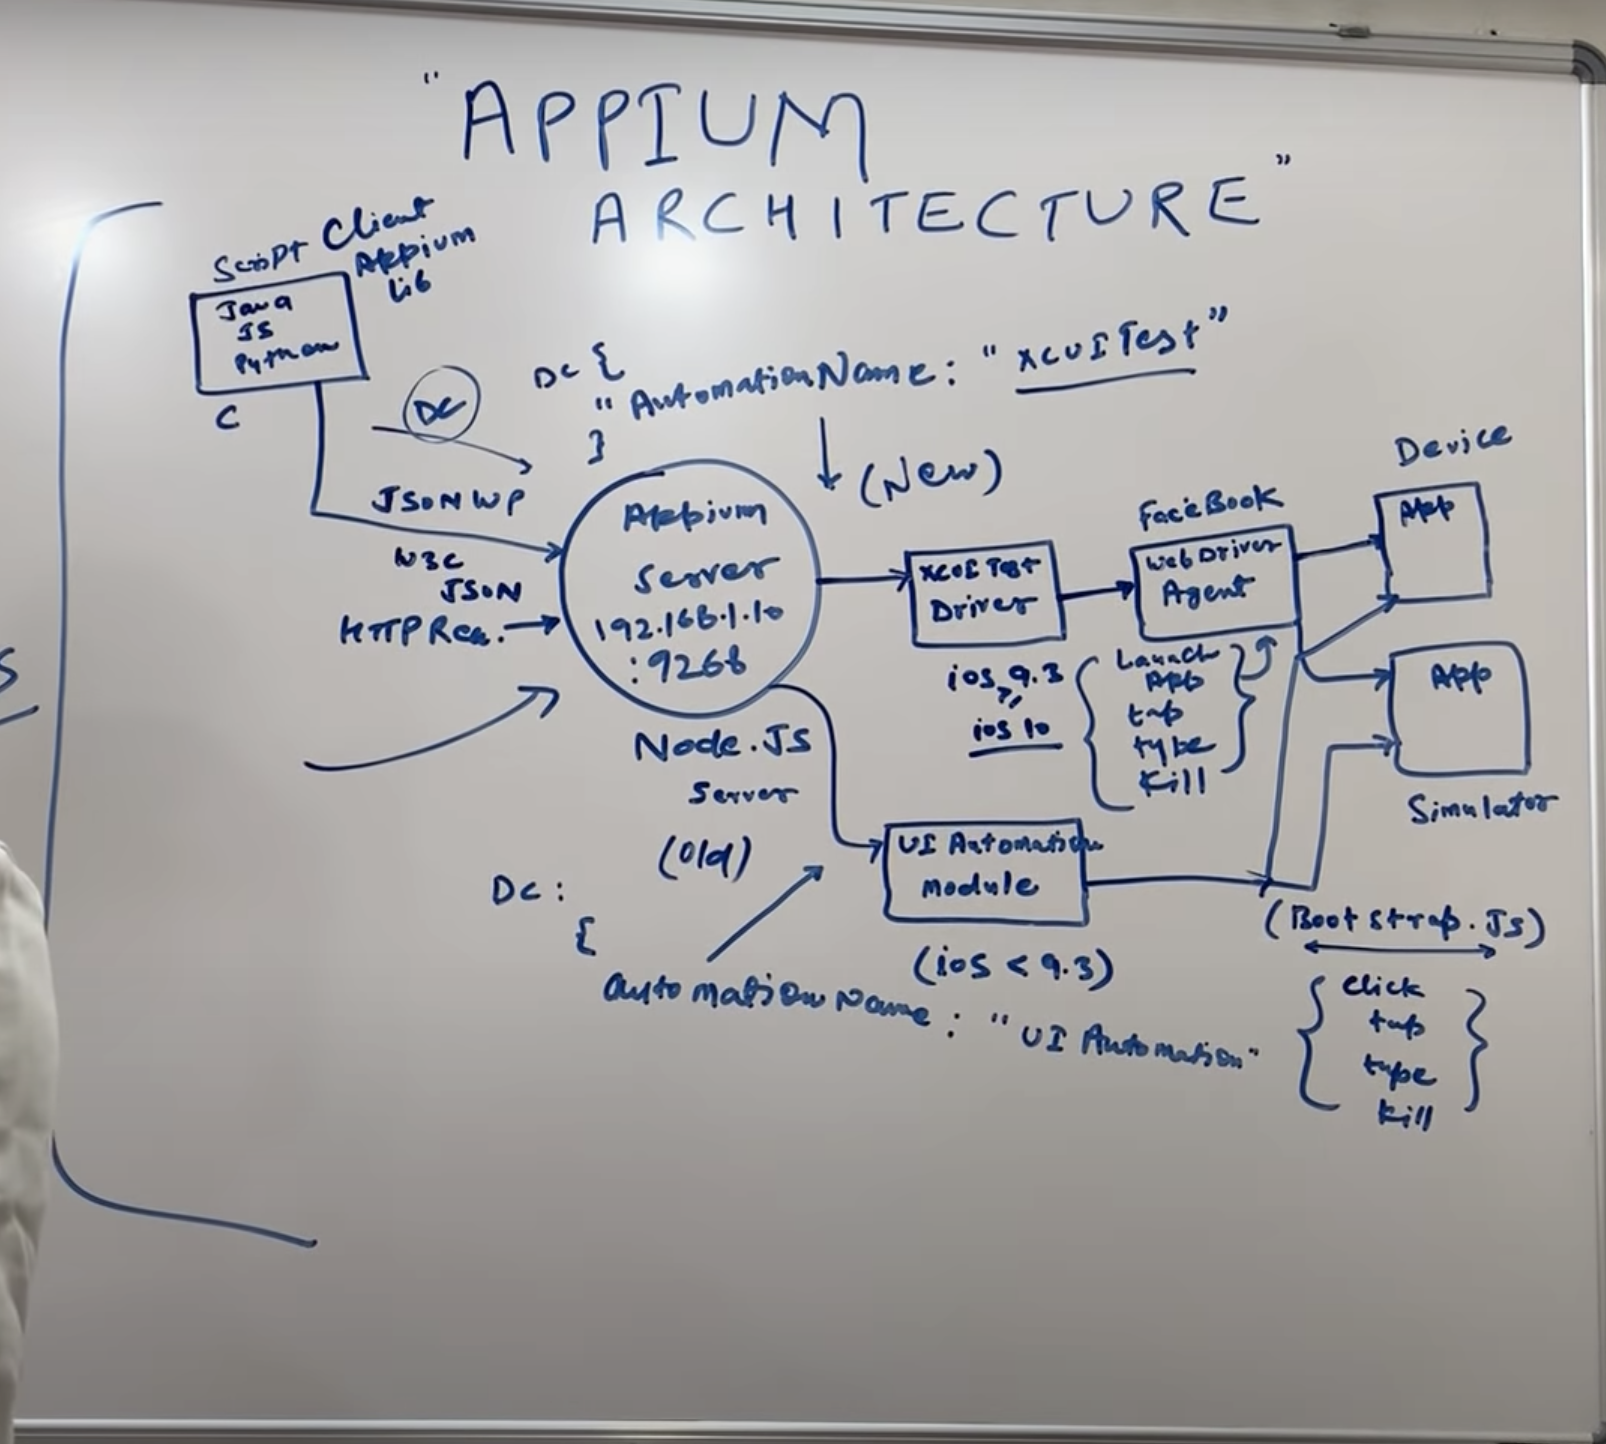 "APPIUM
ARCHITECTURE"
Script Client
Appium
Lib
Java
JS
Python
C
DC
DC {
"AutomationName: "XCUITest"
}
(New)
JSONWP
W3C
JSON
HTTP Req.
Appium
Server
192.168.1.10
:9268
Node.JS
Server
XCUI Test
Driver
iOS 9.3
iOS 10
FaceBook
WebDriver
Agent
Launch
App
tap
type
Kill
Device
App
App
Simulator
(Old)
DC:
{
AutomationName: "UI Automation"
UI Automation
Module
(iOS < 9.3)
(Bootstrap.JS)
Click
tap
type
Kill
S